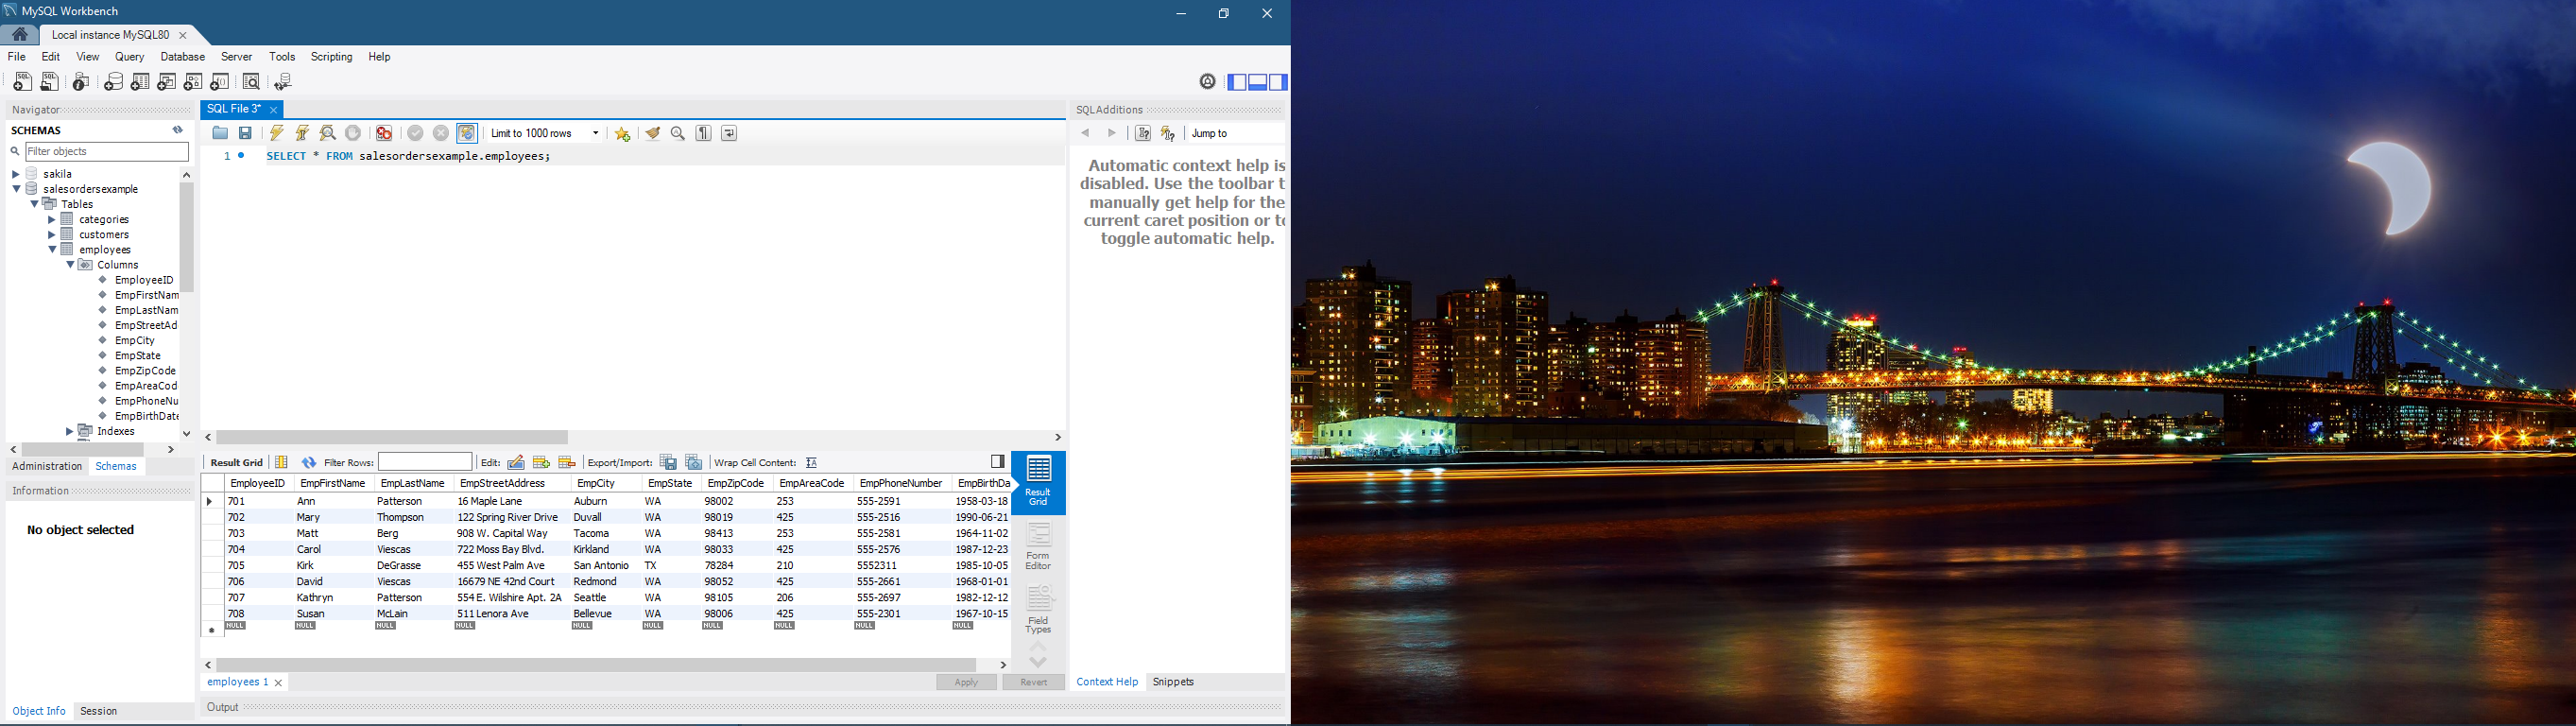 MySQL Workbench
Local instance MySQL80
File Edit View Query Database Server Tools Scripting Help
Navigator
SCHEMAS
Filter objects
sakila
salesordersexample
Tables
categories
customers
employees
Columns
EmployeeID
EmpFirstNam
EmpLastNam
EmpStreetAd
EmpCity
EmpState
EmpZipCode
EmpAreaCod
EmpPhoneNu
EmpBirthDate
Indexes
Administration Schemas
Information
No object selected
Object Info Session
SQL File 3*
Limit to 1000 rows
1 SELECT * FROM salesordersexample.employees;
Result Grid Filter Rows: Edit: Export/Import: Wrap Cell Content:
EmployeeID EmpFirstName EmpLastName EmpStreetAddress EmpCity EmpState EmpZipCode EmpAreaCode EmpPhoneNumber EmpBirthDa
701 Ann Patterson 16 Maple Lane Auburn WA 98002 253 555-2591 1958-03-18
702 Mary Thompson 122 Spring River Drive Duvall WA 98019 425 555-2516 1990-06-21
703 Matt Berg 908 W. Capital Way Tacoma WA 98413 253 555-2581 1964-11-02
704 Carol Viescas 722 Moss Bay Blvd. Kirkland WA 98033 425 555-2576 1987-12-23
705 Kirk DeGrasse 455 West Palm Ave San Antonio TX 78284 210 5552311 1985-10-05
706 David Viescas 16679 NE 42nd Court Redmond WA 98052 425 555-2661 1968-01-01
707 Kathryn Patterson 554 E. Wilshire Apt. 2A Seattle WA 98105 206 555-2697 1982-12-12
708 Susan McLain 511 Lenora Ave Bellevue WA 98006 425 555-2301 1967-10-15
NULL NULL NULL NULL NULL NULL NULL NULL NULL NULL
Result
Grid
Form
Editor
Field
Types
employees 1
Apply Revert
Output
SQLAdditions
Jump to
Automatic context help is
disabled. Use the toolbar t
manually get help for the
current caret position or to
toggle automatic help.
Context Help Snippets